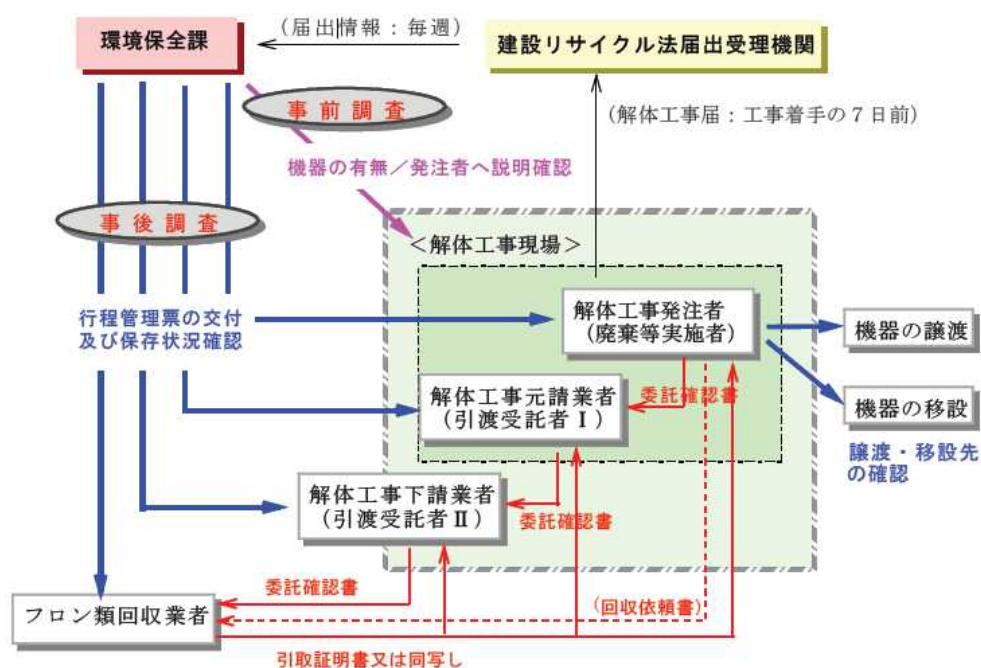 環境保全課
(届出情報：毎週)
建設リサイクル法届出受理機関
事前調査
(解体工事届：工事着手の７日前)
機器の有無／発注者へ説明確認
事後調査
＜解体工事現場＞
行程管理票の交付
及び保存状況確認
解体工事発注者
（廃棄等実施者）
機器の譲渡
解体工事元請業者
（引渡受託者Ⅰ）
委託確認書
機器の移設
譲渡・移設先
の確認
解体工事下請業者
（引渡受託者Ⅱ）
委託確認書
委託確認書
(回収依頼書)
フロン類回収業者
引取証明書又は同写し